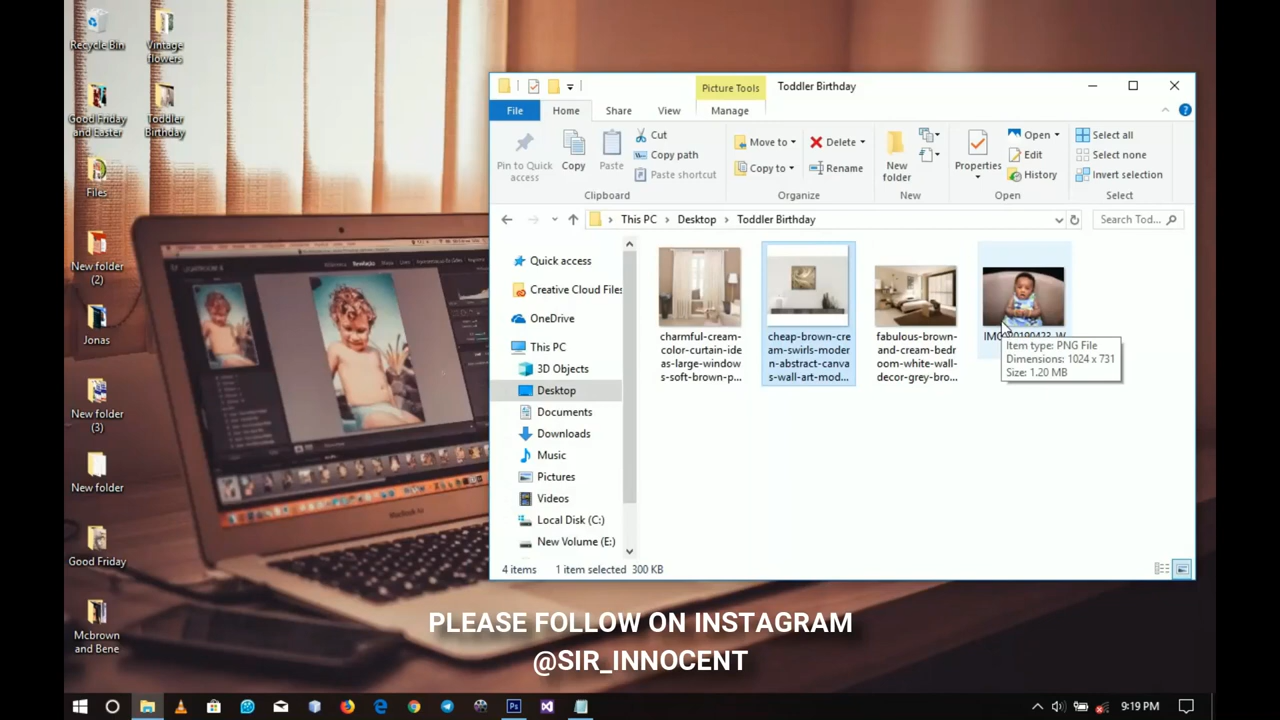 Recycle Bin
Vintage
flowers
Good Friday
and Easter
Toddler
Birthday
Files
New folder
(2)
Jonas
New folder
(3)
New folder
Good Friday
Mcbrown
and Bene
Picture Tools
Toddler Birthday
File
Home
Share
View
Manage
Pin to Quick
access
Copy
Paste
Cut
Copy path
Paste shortcut
Clipboard
Move to
Copy to
Delete
Rename
Organize
New
folder
New
Properties
Open
Edit
History
Open
Select all
Select none
Invert selection
Select
This PC
Desktop
Toddler Birthday
Search Tod...
Quick access
Creative Cloud Files
OneDrive
This PC
3D Objects
Desktop
Documents
Downloads
Music
Pictures
Videos
Local Disk (C:)
New Volume (E:)
charmful-cream-
color-curtain-ide
as-large-window
s-soft-brown-p...
cheap-brown-cre
am-swirls-moder
n-abstract-canva
s-wall-art-mod...
fabulous-brown-
and-cream-bedr
oom-white-wall-
decor-grey-bro...
Item type: PNG File
Dimensions: 1024 x 731
Size: 1.20 MB
4 items
1 item selected 300 KB
PLEASE FOLLOW ON INSTAGRAM
@SIR_INNOCENT
Ps
9:19 PM